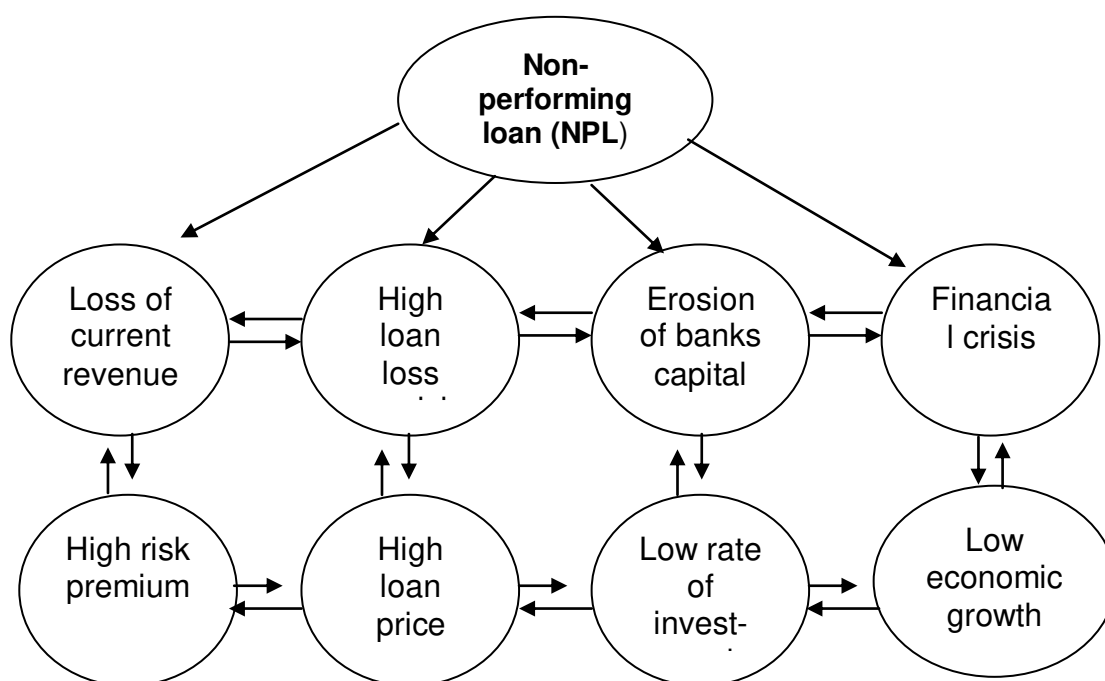 Non-
performing
loan (NPL)
Loss of
current
revenue
High
loan
loss
Erosion
of banks
capital
Financia
l crisis
High risk
premium
High
loan
price
Low rate
of
invest-
Low
economic
growth